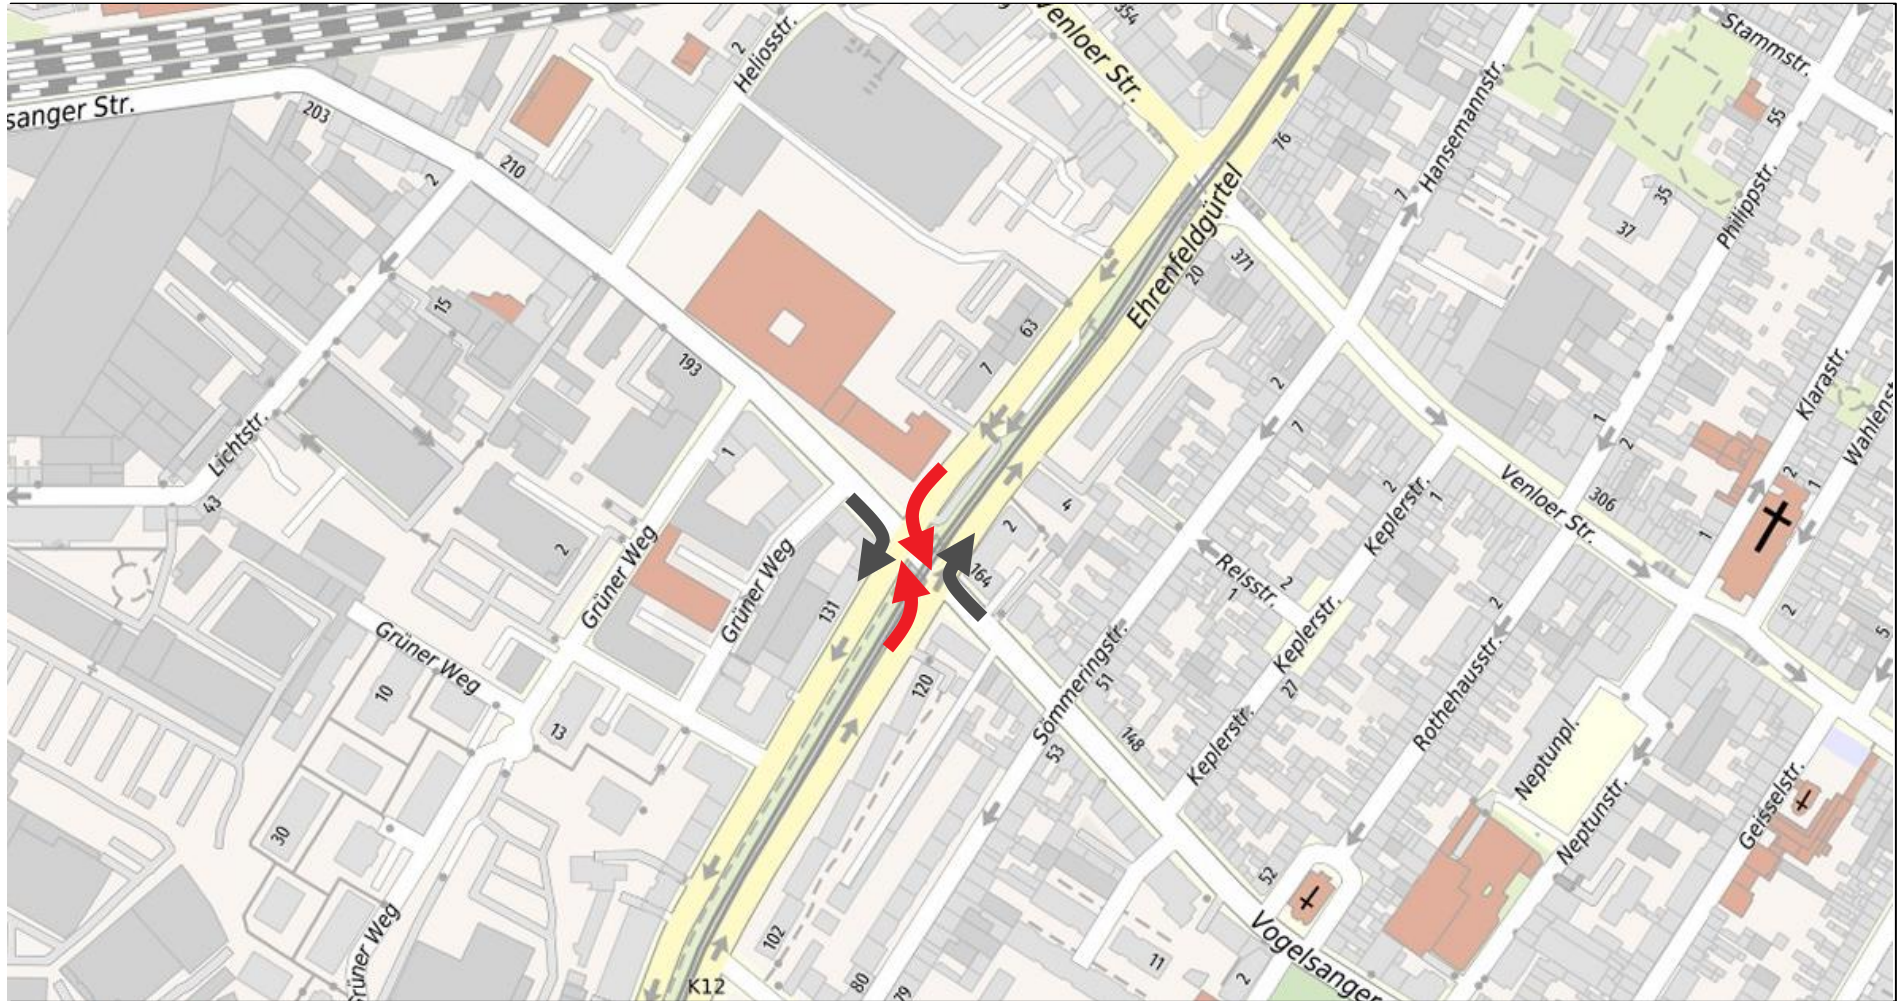 354
Stammstr.
Venloer Str.
2
Heliosstr.
sanger Str.
203
210
2
76
Hansemannstr.
55
35
Philippstr.
1
37
371
20
Ehrenfeldgürtel
15
63
193
7
2
7
Klarastr.
Wahlenst
1
2
Lichtstr.
43
1
4
2
2
1
Keplerstr.
Venloer Str.
306
2
1
1
2
Grüner Weg
Grüner Weg
164
Reisstr.
2
1
131
Keplerstr.
2
2
5
Grüner Weg
10
120
Sömmeringstr.
51
27
Rothehausstr.
13
53
148
Keplerstr.
Neptunpl.
Neptunstr.
Geisselstr.
30
52
Grüner Weg
102
11
2
Vogelsanger
K12
80
79